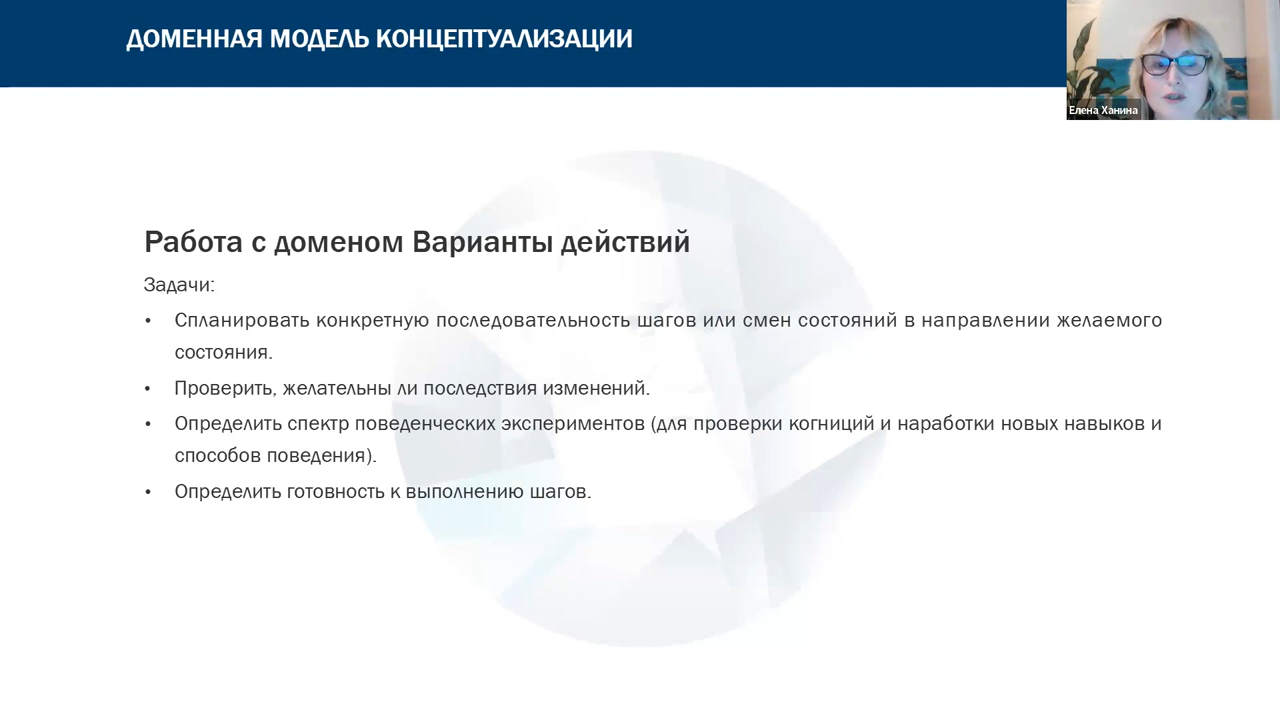 ДОМЕННАЯ МОДЕЛЬ КОНЦЕПТУАЛИЗАЦИИ
Елена Ханина
Работа с доменом Варианты действий
Задачи:
• Спланировать конкретную последовательность шагов или смен состояний в направлении желаемого
состояния.
• Проверить, желательны ли последствия изменений.
• Определить спектр поведенческих экспериментов (для проверки когниций и наработки новых навыков и
способов поведения).
• Определить готовность к выполнению шагов.